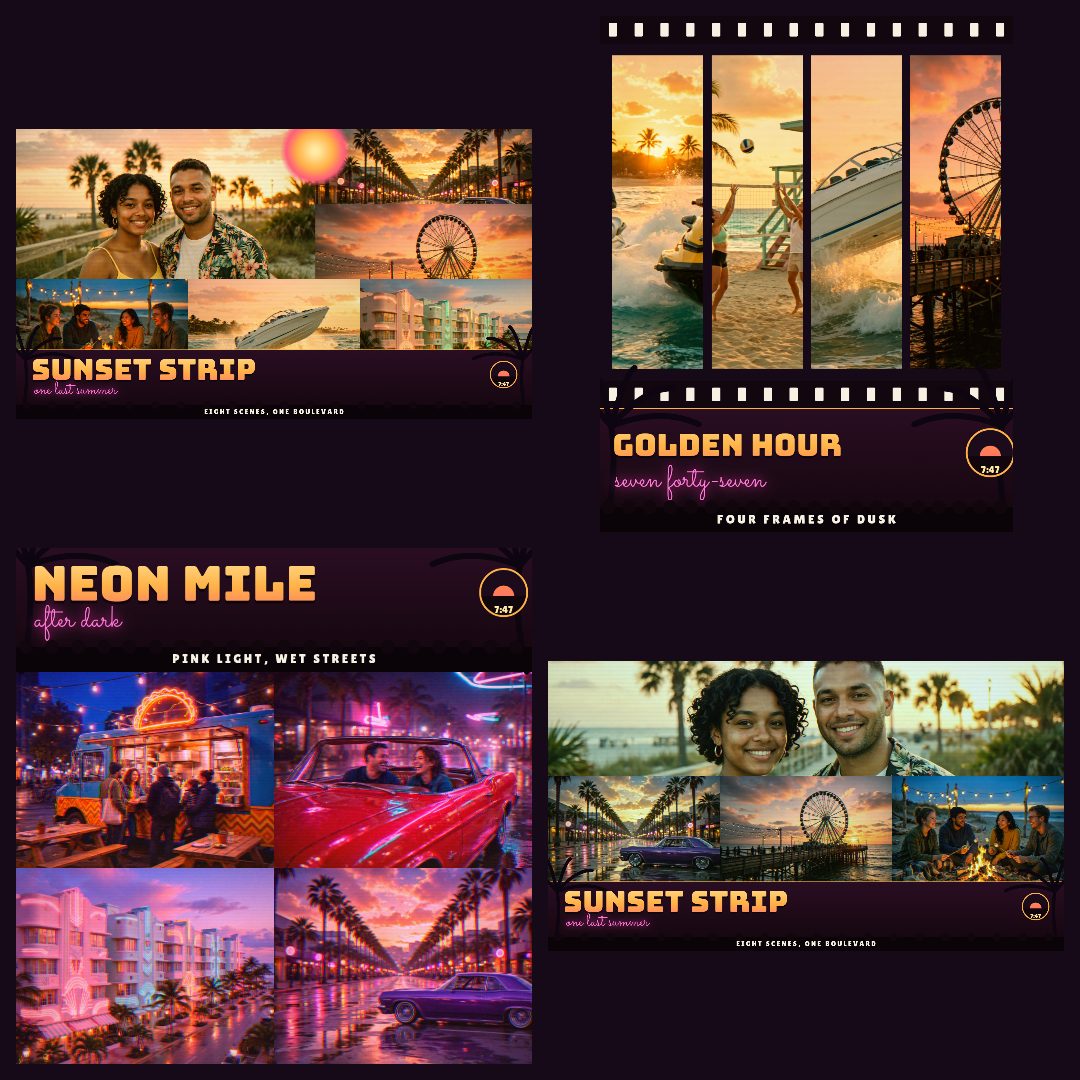 SUNSET STRIP
one last summer
7:47
EIGHT SCENES, ONE BOULEVARD
GOLDEN HOUR
seven forty-seven
7:47
FOUR FRAMES OF DUSK
NEON MILE
after dark
7:47
PINK LIGHT, WET STREETS
SUNSET STRIP
one last summer
7:47
EIGHT SCENES, ONE BOULEVARD